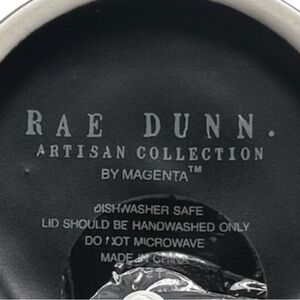 RAE DUNN.
ARTISAN COLLECTION
BY MAGENTA™
DISHWASHER SAFE
LID SHOULD BE HANDWASHED ONLY
DO NOT MICROWAVE
MADE IN CHINA